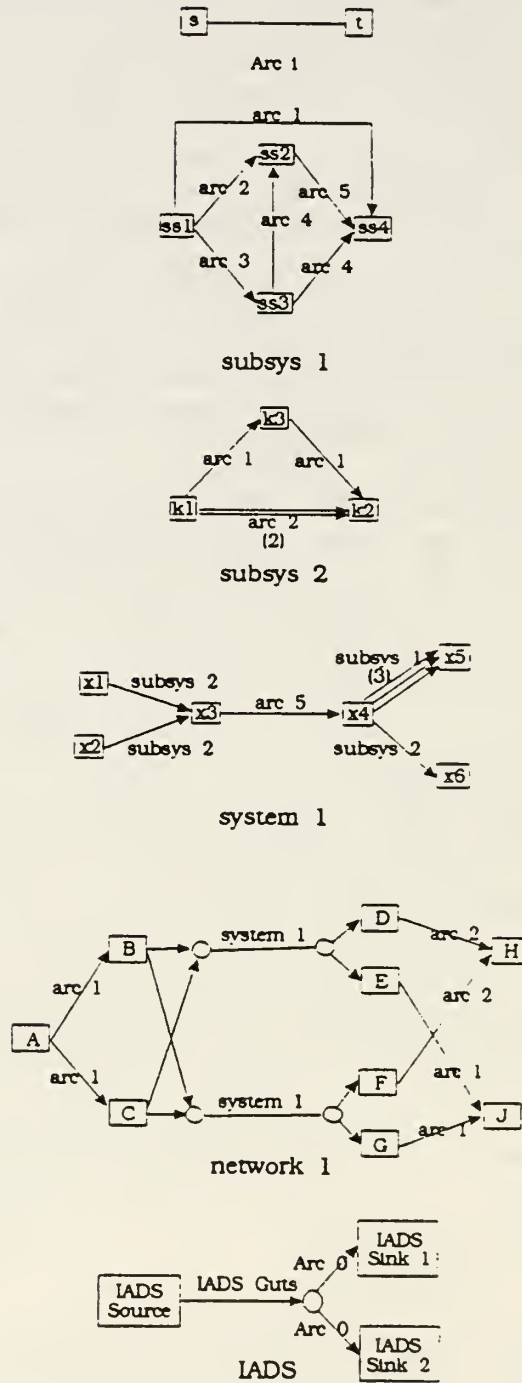 s t
Arc i
arc 1
ss2
arc 2 arc 5
ss1 arc 4 ss4
arc 3 arc 4
ss3
subsys 1
k3
arc 1 arc 1
k1 k2
arc 2
(2)
subsys 2
x1 subsys 2 subsys 1 x5
(3)
x3 arc 5 x4
x2 subsys 2 subsys 2 x6
system 1
B system 1 D arc 2 H
arc 1 E arc 2
A
arc 1 F arc 1
C system 1 J
G arc 1
network 1
IADS
Sink 1
Arc 0
IADS
Source
IADS Guts
Arc 0
IADS
Sink 2
IADS